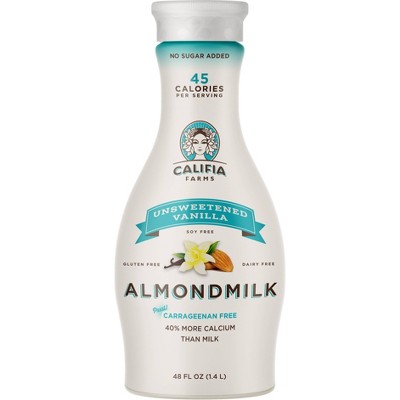 NO SUGAR ADDED
45
CALORIES
PER SERVING
CALIFIA
FARMS
UNSWEETENED
VANILLA
SOY FREE
GLUTEN FREE
DAIRY FREE
ALMONDMILK
Psst!
CARRAGEENAN FREE
40% MORE CALCIUM
THAN MILK
48 FL OZ (1.4 L)